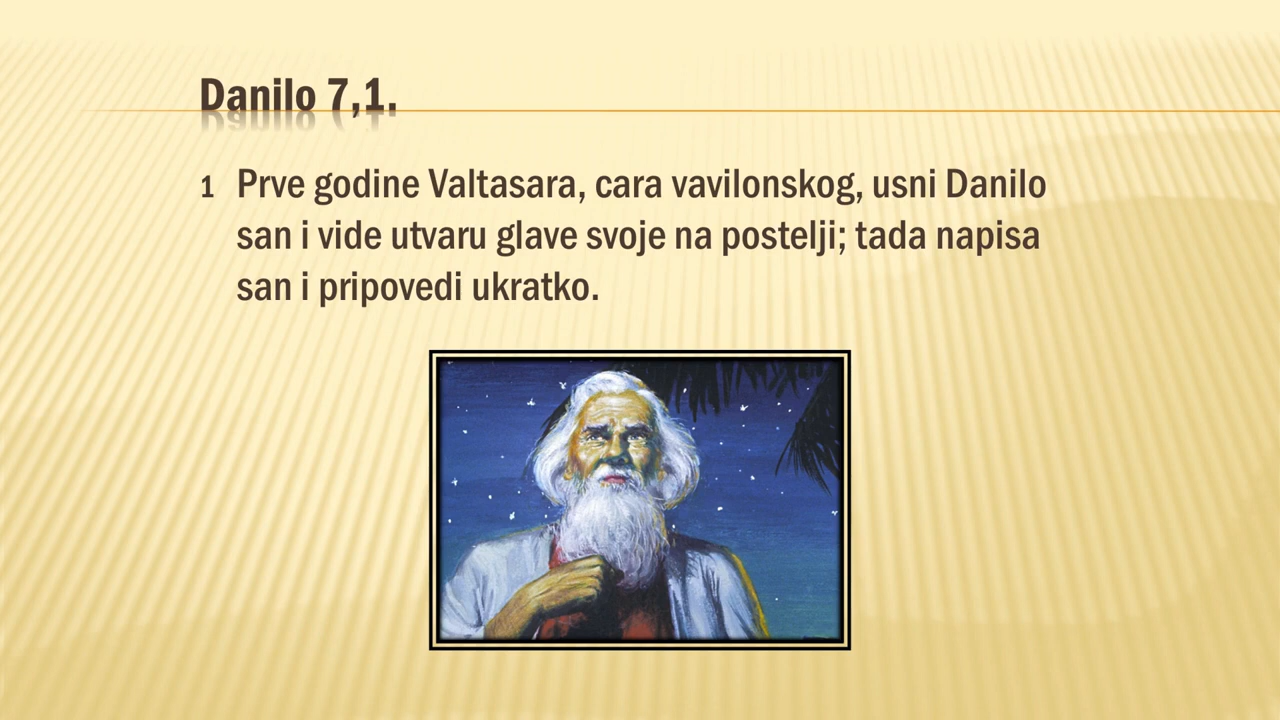 Danilo 7,1.
1 Prve godine Valtasara, cara vavilonskog, usni Danilo
san i vide utvaru glave svoje na postelji; tada napisa
san i pripovedi ukratko.